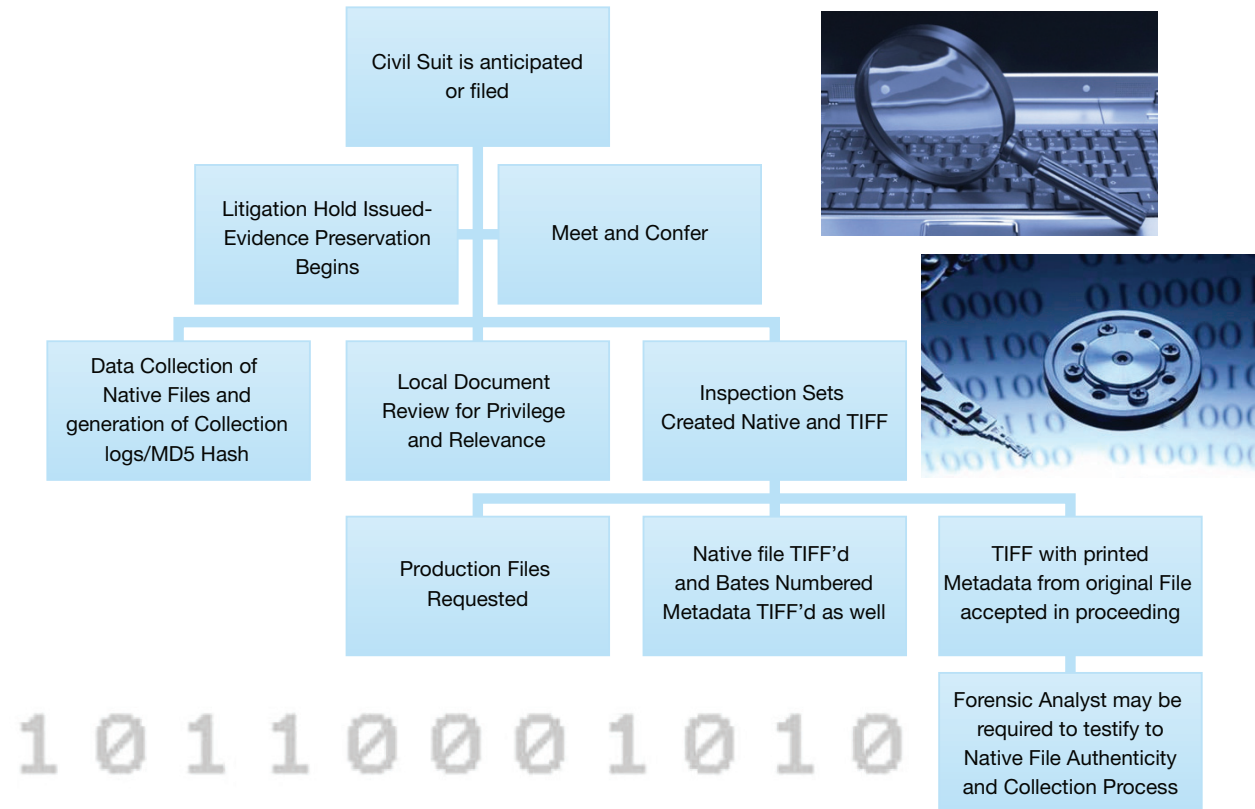 Civil Suit is anticipated
or filed
Litigation Hold Issued-
Evidence Preservation
Begins
Meet and Confer
Data Collection of
Native Files and
generation of Collection
logs/MD5 Hash
Local Document
Review for Privilege
and Relevance
Inspection Sets
Created Native and TIFF
Production Files
Requested
Native file TIFF’d
and Bates Numbered
Metadata TIFF’d as well
TIFF with printed
Metadata from original File
accepted in proceeding
Forensic Analyst may be
required to testify to
Native File Authenticity
and Collection Process
1 0 1 1 0 0 0 1 0 1 0